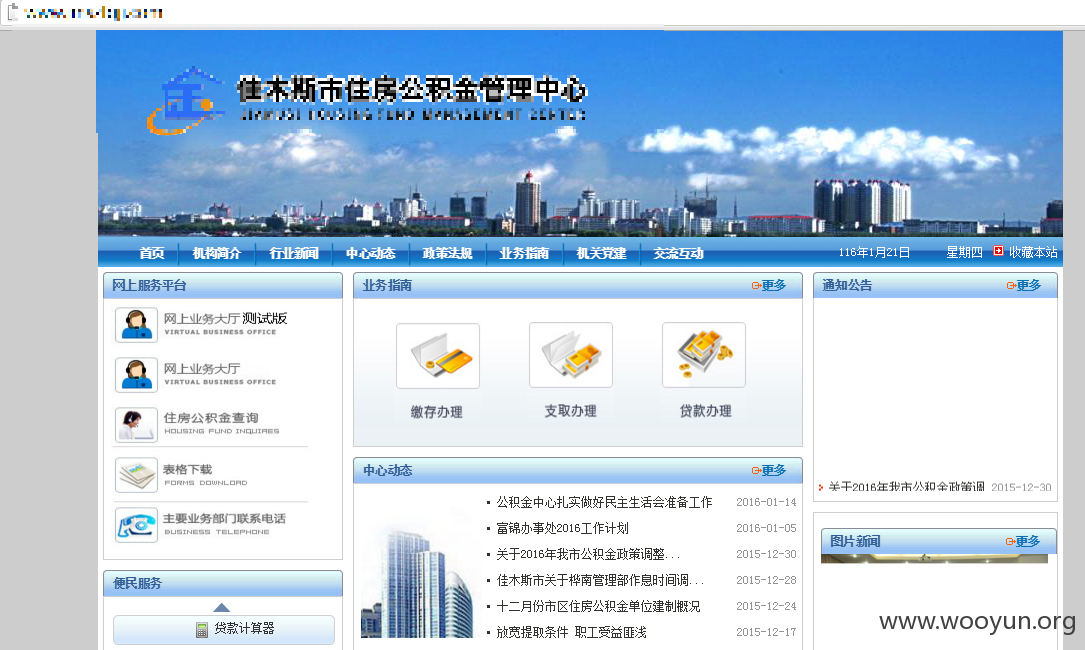 佳木斯市住房公积金管理中心
JIAMUSI HOUSING FUND MANAGEMENT CENTER
首页 机构简介 行业新闻 中心动态 政策法规 业务指南 机关党建 交流互动 116年1月21日 星期四 收藏本站
网上服务平台
网上业务大厅测试版
VIRTUAL BUSINESS OFFICE
网上业务大厅
VIRTUAL BUSINESS OFFICE
住房公积金查询
HOUSING FUND INQUIRES
表格下载
FORMS DOWNLOAD
主要业务部门联系电话
BUSINESS TELEPHONE
便民服务
贷款计算器
业务指南 更多
缴存办理 支取办理 贷款办理
中心动态 更多
公积金中心扎实做好民主生活会准备工作 2016-01-14
富锦办事处2016工作计划 2016-01-05
关于2016年我市公积金政策调整... 2015-12-30
佳木斯市关于桦南管理部作息时间调... 2015-12-28
十二月份市区住房公积金单位建制概况 2015-12-24
放宽提取条件 职工受益匪浅 2015-12-17
通知公告 更多
关于2016年我市公积金政策调 2015-12-30
图片新闻 更多
www.wooyun.org